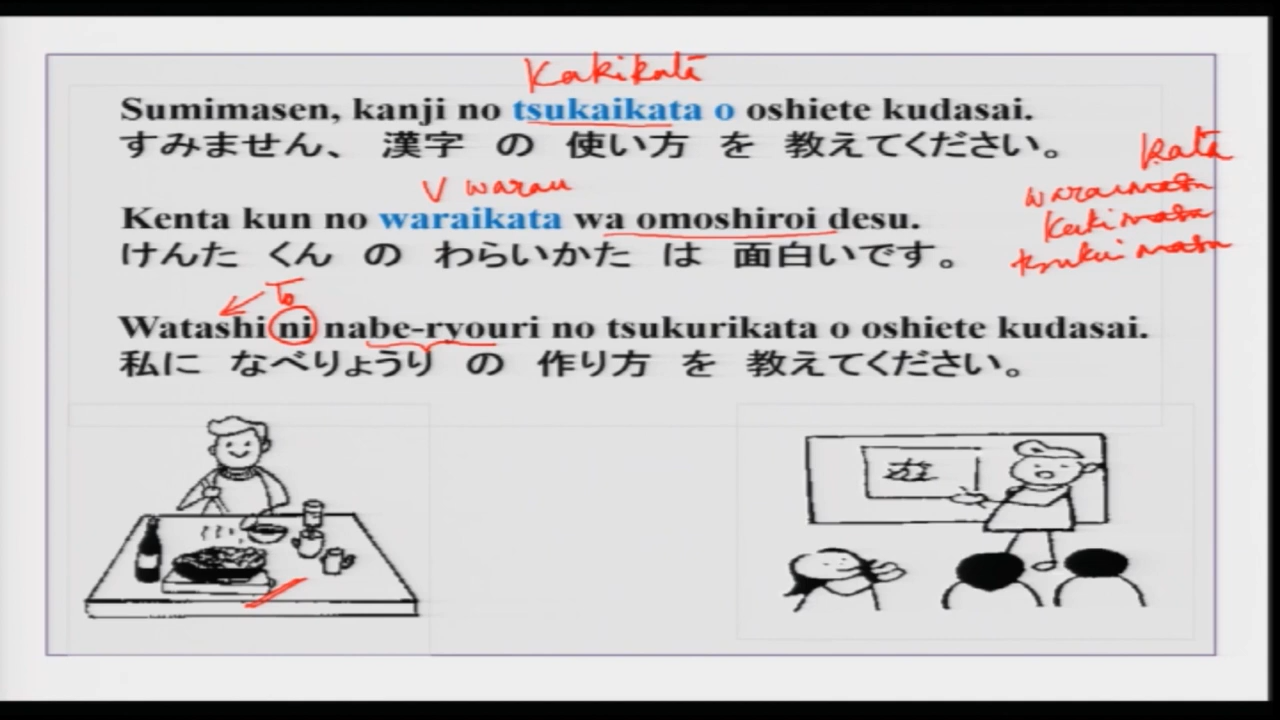 Kakikata
Sumimasen, kanji no tsukaikata o oshiete kudasai.
すみません、 漢字 の 使い方 を 教えてください。
kata
V warau
waraimasu
Kakimasu
tsukaimasu
Kenta kun no waraikata wa omoshiroi desu.
けんた くん の わらいかた は 面白いです。
To
Watashi ni nabe-ryouri no tsukurikata o oshiete kudasai.
私に なべりょうり の 作り方 を 教えてください。
遊